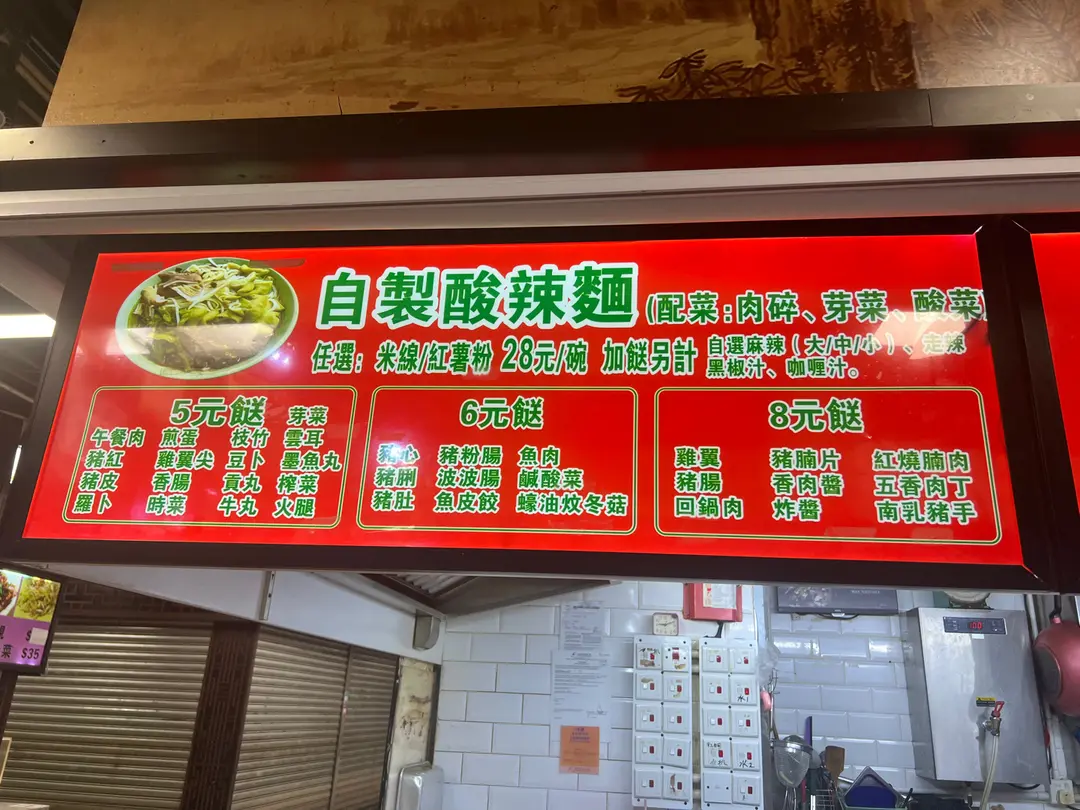 自製酸辣麵(配菜:肉碎、芽菜、酸菜)
任選:米線/紅薯粉 28元/碗 加餸另計
自選麻辣(大/中/小)、走辣
黑椒汁、咖喱汁。
5元餸 芽菜
午餐肉 煎蛋 枝竹 雲耳
豬紅 雞翼尖 豆卜 墨魚丸
豬皮 香腸 貢丸 榨菜
羅卜 時菜 牛丸 火腿
6元餸
豬心 豬粉腸 魚肉
豬脷 波波腸 鹹酸菜
豬肚 魚皮餃 蠔油炆冬菇
8元餸
雞翼 豬腩片 紅燒腩肉
豬腸 香肉醬 五香肉丁
回鍋肉 炸醬 南乳豬手
菜 $35
水1
水2